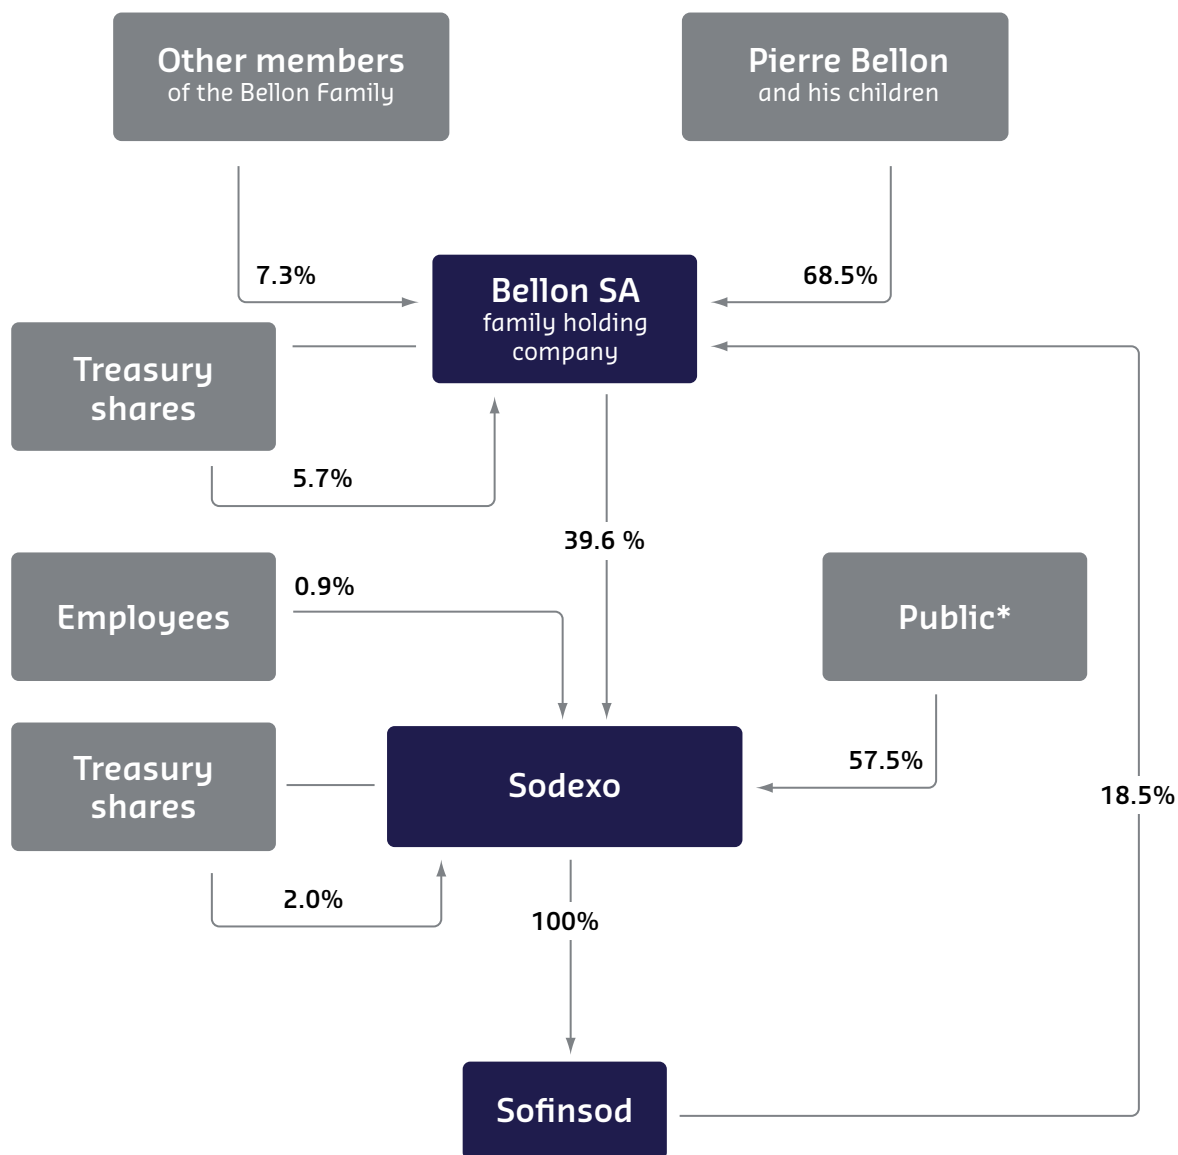 Other members
of the Bellon Family
Pierre Bellon
and his children
7.3%
Bellon SA
family holding
company
68.5%
Treasury
shares
5.7%
39.6 %
Employees
0.9%
Public*
Treasury
shares
Sodexo
57.5%
18.5%
2.0%
100%
Sofinsod